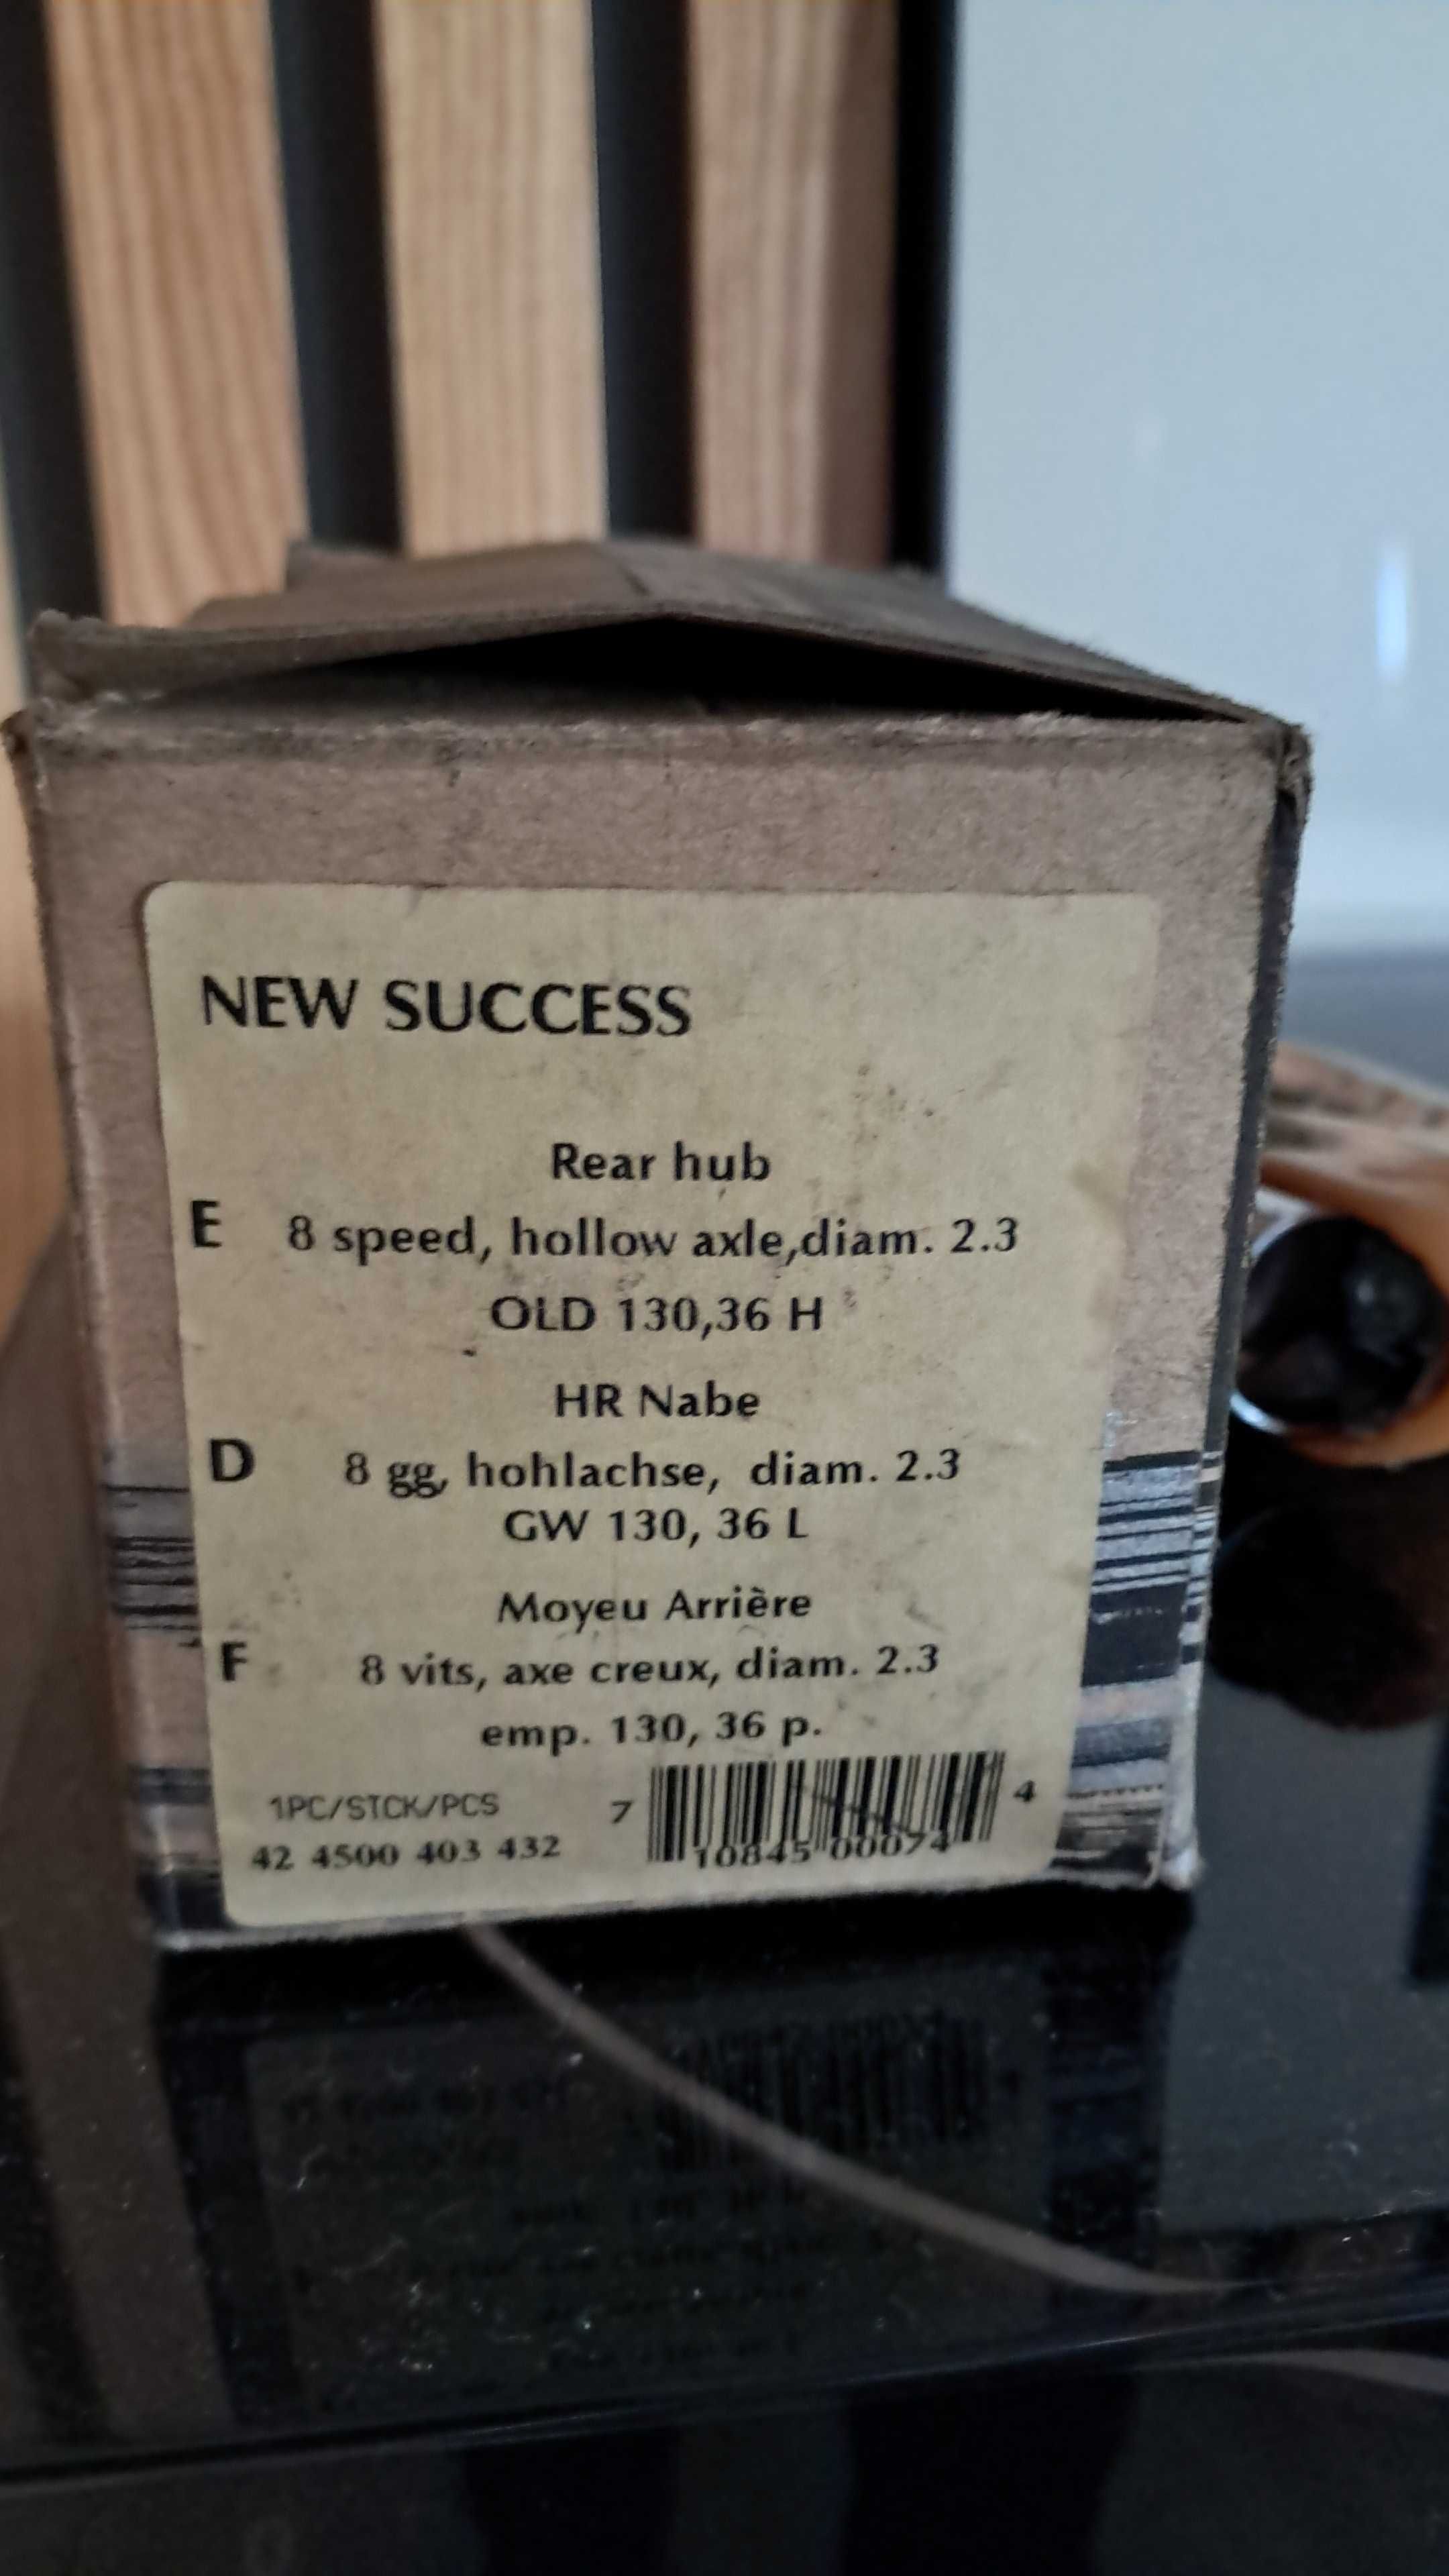 NEW SUCCESS
Rear hub
E 8 speed, hollow axle,diam. 2.3
OLD 130,36 H
HR Nabe
D 8 gg, hohlachse, diam. 2.3
GW 130, 36 L
Moyeu Arrière
F 8 vits, axe creux, diam. 2.3
emp. 130, 36 p.
1PC/STCK/PCS
42 4500 403 432
7 10845 00074 4